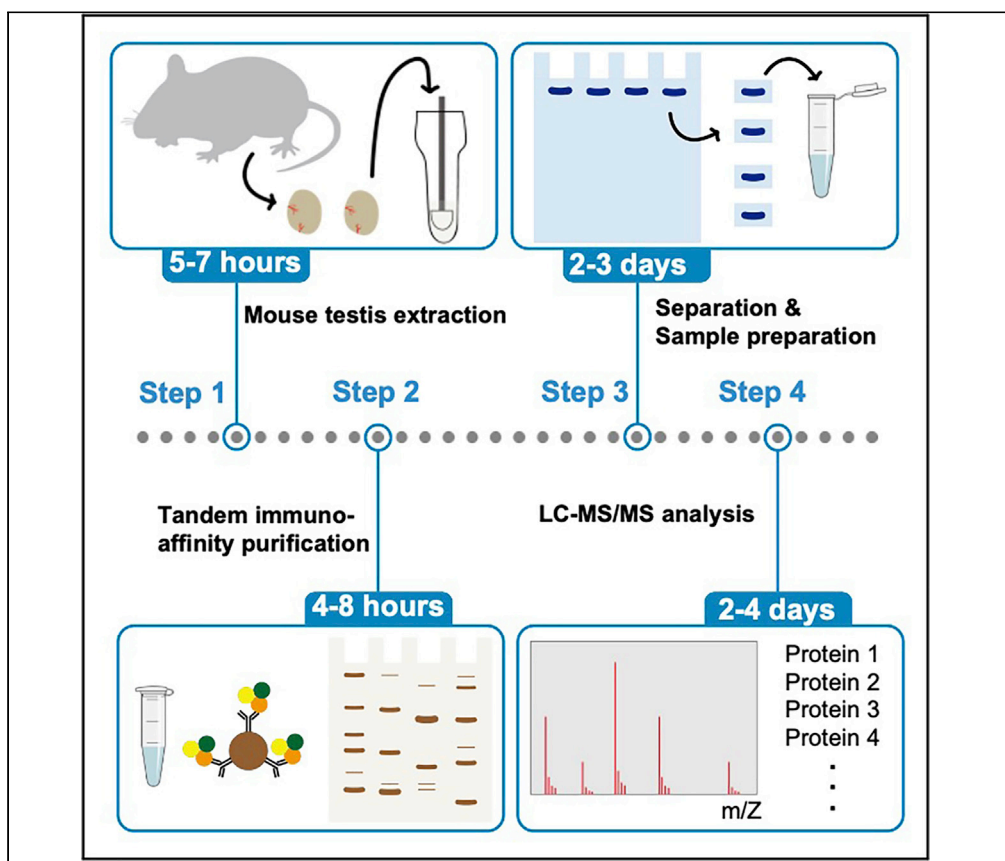 5-7 hours
Mouse testis extraction
2-3 days
Separation &
Sample preparation
Step 1
Step 2
Step 3
Step 4
Tandem immuno-
affinity purification
4-8 hours
LC-MS/MS analysis
2-4 days
Protein 1
Protein 2
Protein 3
Protein 4
m/Z